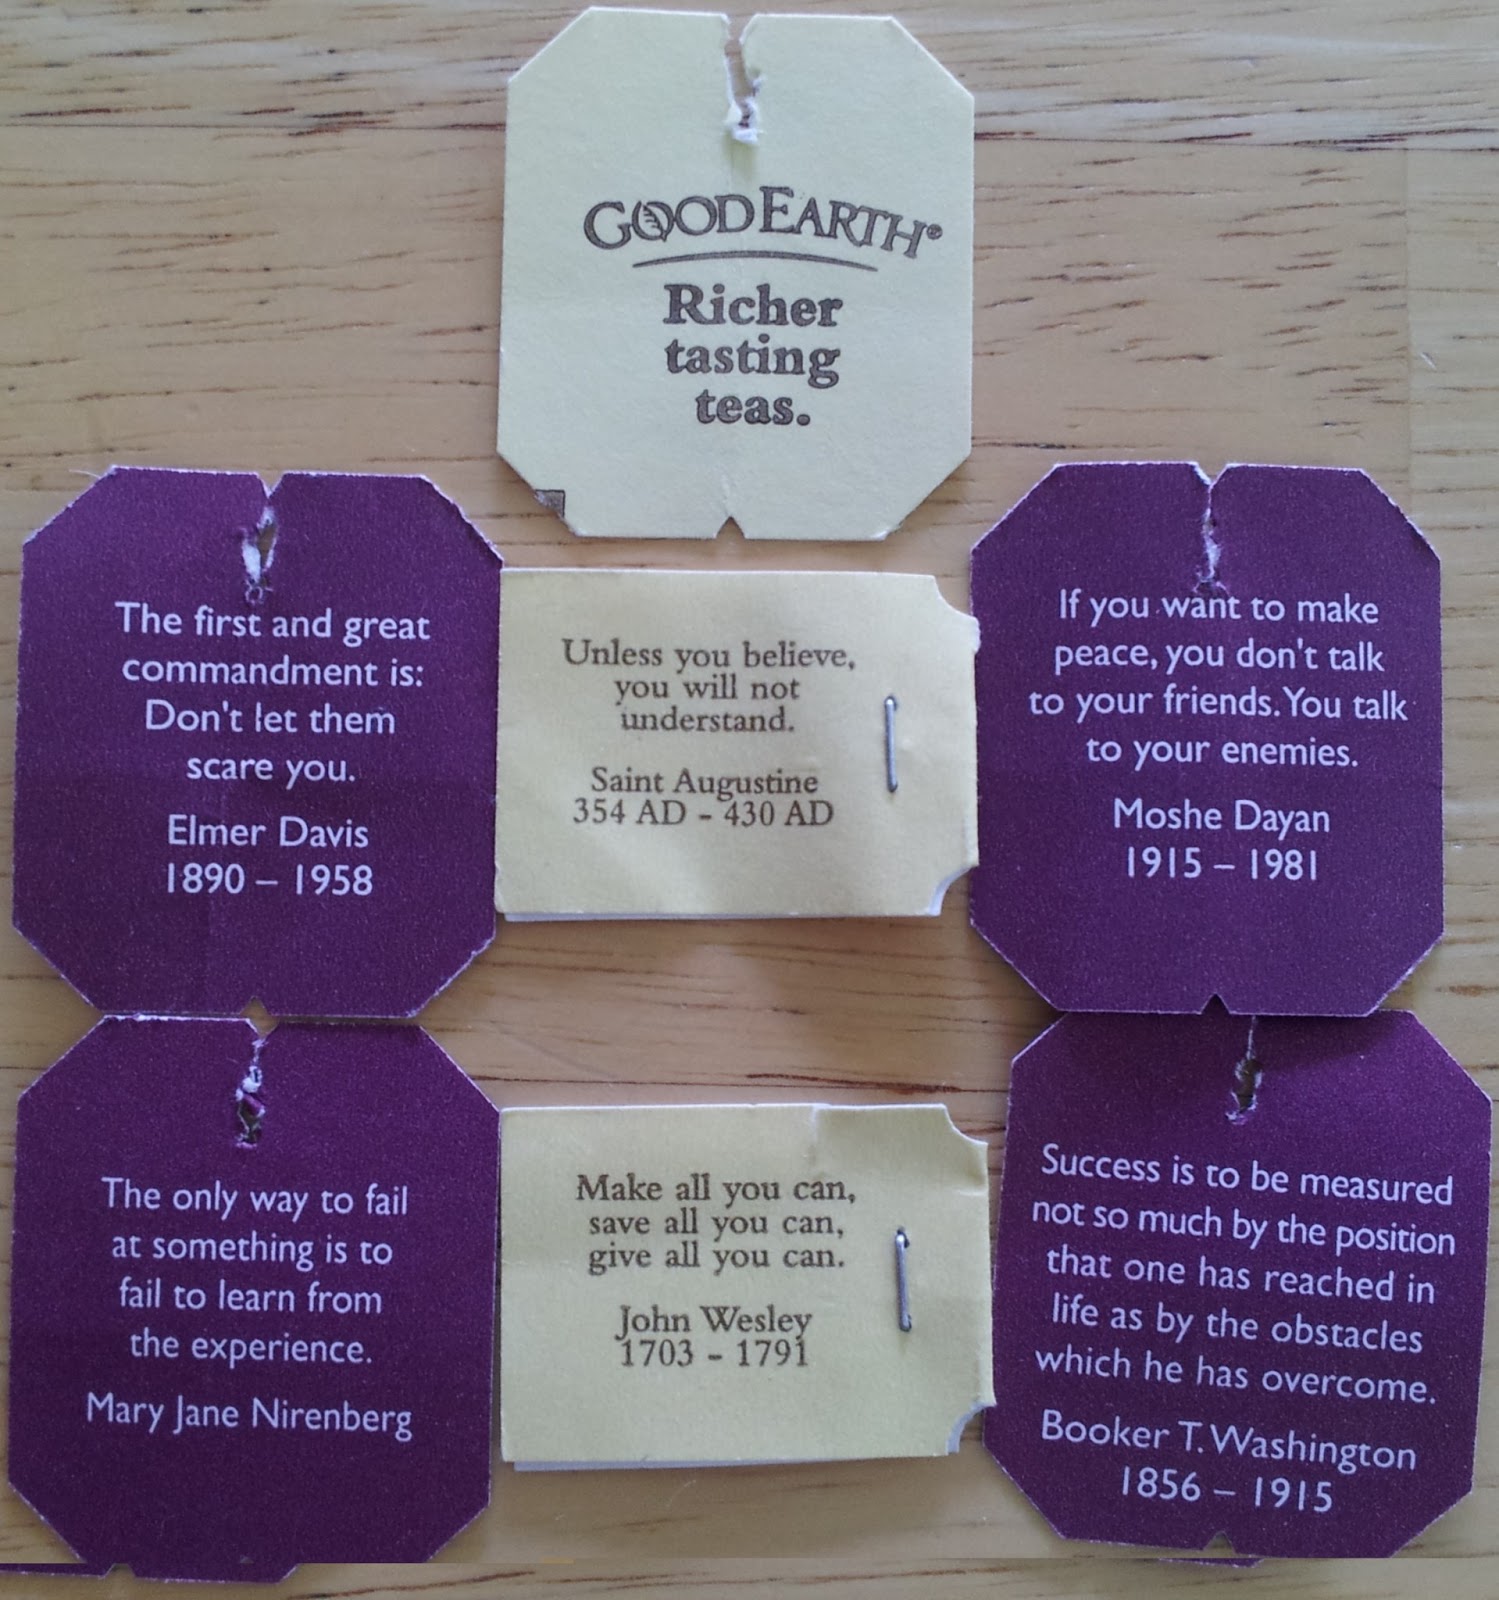 GOOD EARTH®
Richer
tasting
teas.
The first and great
commandment is:
Don't let them
scare you.
Elmer Davis
1890 – 1958
Unless you believe,
you will not
understand.
Saint Augustine
354 AD - 430 AD
If you want to make
peace, you don't talk
to your friends. You talk
to your enemies.
Moshe Dayan
1915 – 1981
The only way to fail
at something is to
fail to learn from
the experience.
Mary Jane Nirenberg
Make all you can,
save all you can,
give all you can.
John Wesley
1703 - 1791
Success is to be measured
not so much by the position
that one has reached in
life as by the obstacles
which he has overcome.
Booker T. Washington
1856 – 1915